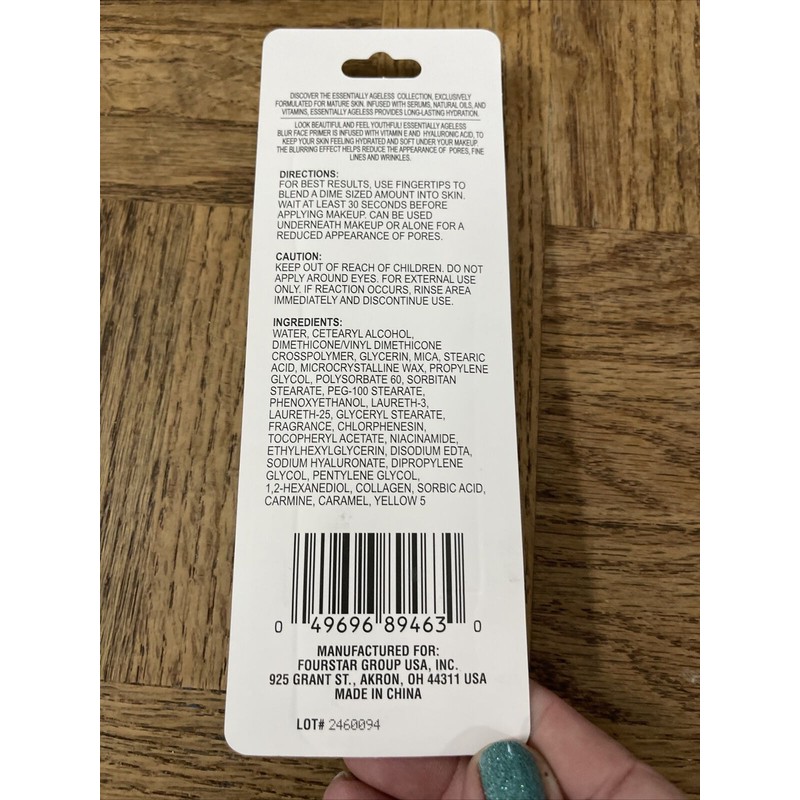 DISCOVER THE ESSENTIALLY AGELESS COLLECTION, EXCLUSIVELY
FORMULATED FOR MATURE SKIN. INFUSED WITH SERUMS, NATURAL OILS, AND
VITAMINS, ESSENTIALLY AGELESS PROVIDES LONG-LASTING HYDRATION.
LOOK BEAUTIFUL AND FEEL YOUTHFUL! ESSENTIALLY AGELESS
BLUR FACE PRIMER IS INFUSED WITH VITAMIN E AND HYALURONIC ACID, TO
KEEP YOUR SKIN FEELING HYDRATED AND SOFT UNDER YOUR MAKEUP.
THE BLURRING EFFECT HELPS REDUCE THE APPEARANCE OF PORES, FINE
LINES AND WRINKLES.
DIRECTIONS:
FOR BEST RESULTS, USE FINGERTIPS TO
BLEND A DIME SIZED AMOUNT INTO SKIN.
WAIT AT LEAST 30 SECONDS BEFORE
APPLYING MAKEUP. CAN BE USED
UNDERNEATH MAKEUP OR ALONE FOR A
REDUCED APPEARANCE OF PORES.
CAUTION:
KEEP OUT OF REACH OF CHILDREN. DO NOT
APPLY AROUND EYES. FOR EXTERNAL USE
ONLY. IF REACTION OCCURS, RINSE AREA
IMMEDIATELY AND DISCONTINUE USE.
INGREDIENTS:
WATER, CETEARYL ALCOHOL,
DIMETHICONE/VINYL DIMETHICONE
CROSSPOLYMER, GLYCERIN, MICA, STEARIC
ACID, MICROCRYSTALLINE WAX, PROPYLENE
GLYCOL, POLYSORBATE 60, SORBITAN
STEARATE, PEG-100 STEARATE,
PHENOXYETHANOL, LAURETH-3,
LAURETH-25, GLYCERYL STEARATE,
FRAGRANCE, CHLORPHENESIN,
TOCOPHERYL ACETATE, NIACINAMIDE,
ETHYLHEXYLGLYCERIN, DISODIUM EDTA,
SODIUM HYALURONATE, DIPROPYLENE
GLYCOL, PENTYLENE GLYCOL,
1,2-HEXANEDIOL, COLLAGEN, SORBIC ACID,
CARMINE, CARAMEL, YELLOW 5
0 49696 89463 0
MANUFACTURED FOR:
FOURSTAR GROUP USA, INC.
925 GRANT ST., AKRON, OH 44311 USA
MADE IN CHINA
LOT# 2460094